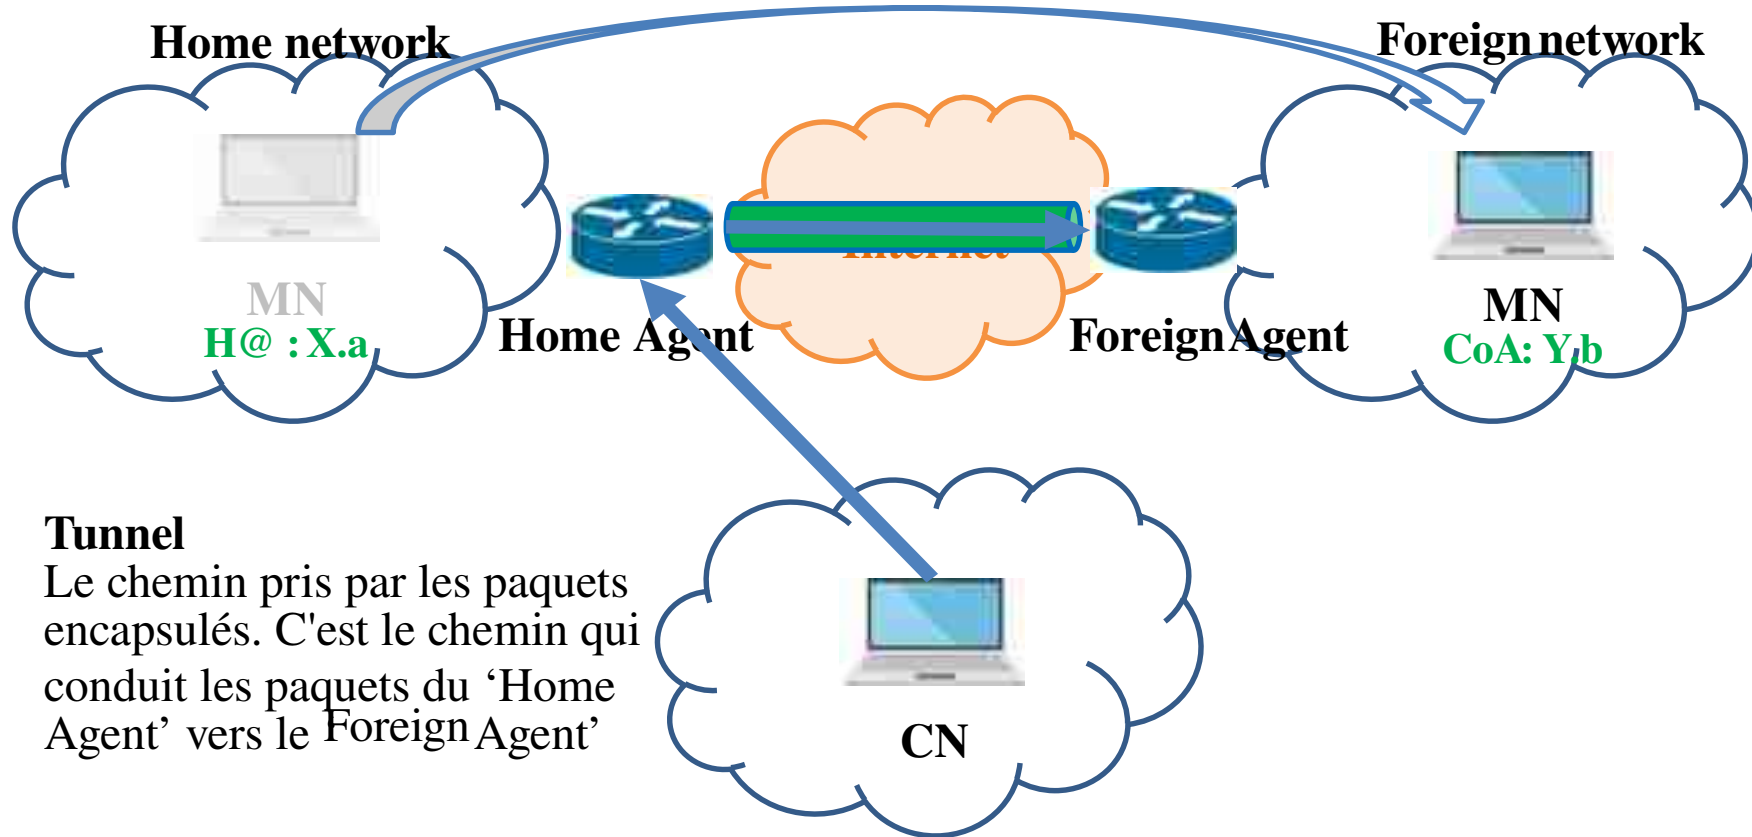 Home network
Foreign network
Internet
MN
H@ : X.a
Home Agent
Foreign Agent
MN
CoA: Y.b
Tunnel
Le chemin pris par les paquets
encapsulés. C'est le chemin qui
conduit les paquets du ‘Home
Agent’ vers le Foreign Agent’
CN